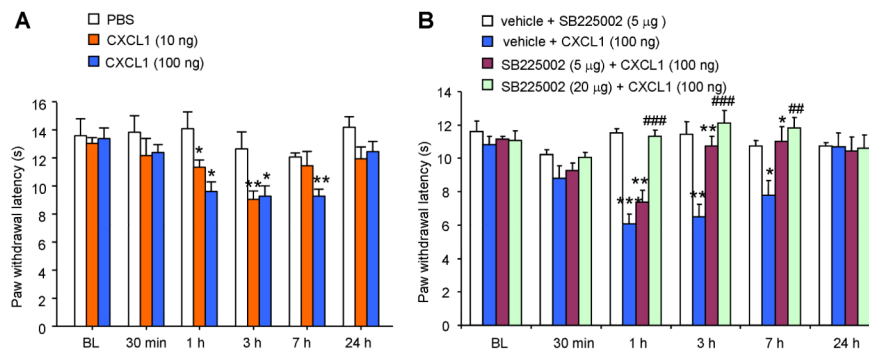 A
PBS
CXCL1 (10 ng)
CXCL1 (100 ng)
Paw withdrawal latency (s)
16
14
12
10
8
6
4
2
0
*
*
**
*
**
BL
30 min
1 h
3 h
7 h
24 h
B
vehicle + SB225002 (5 μg )
vehicle + CXCL1 (100 ng)
SB225002 (5 μg) + CXCL1 (100 ng)
SB225002 (20 μg) + CXCL1 (100 ng)
Paw withdrawal latency (s)
14
12
10
8
6
4
2
0
***
**
###
**
**
###
*
*
##
BL
30 min
1 h
3 h
7 h
24 h